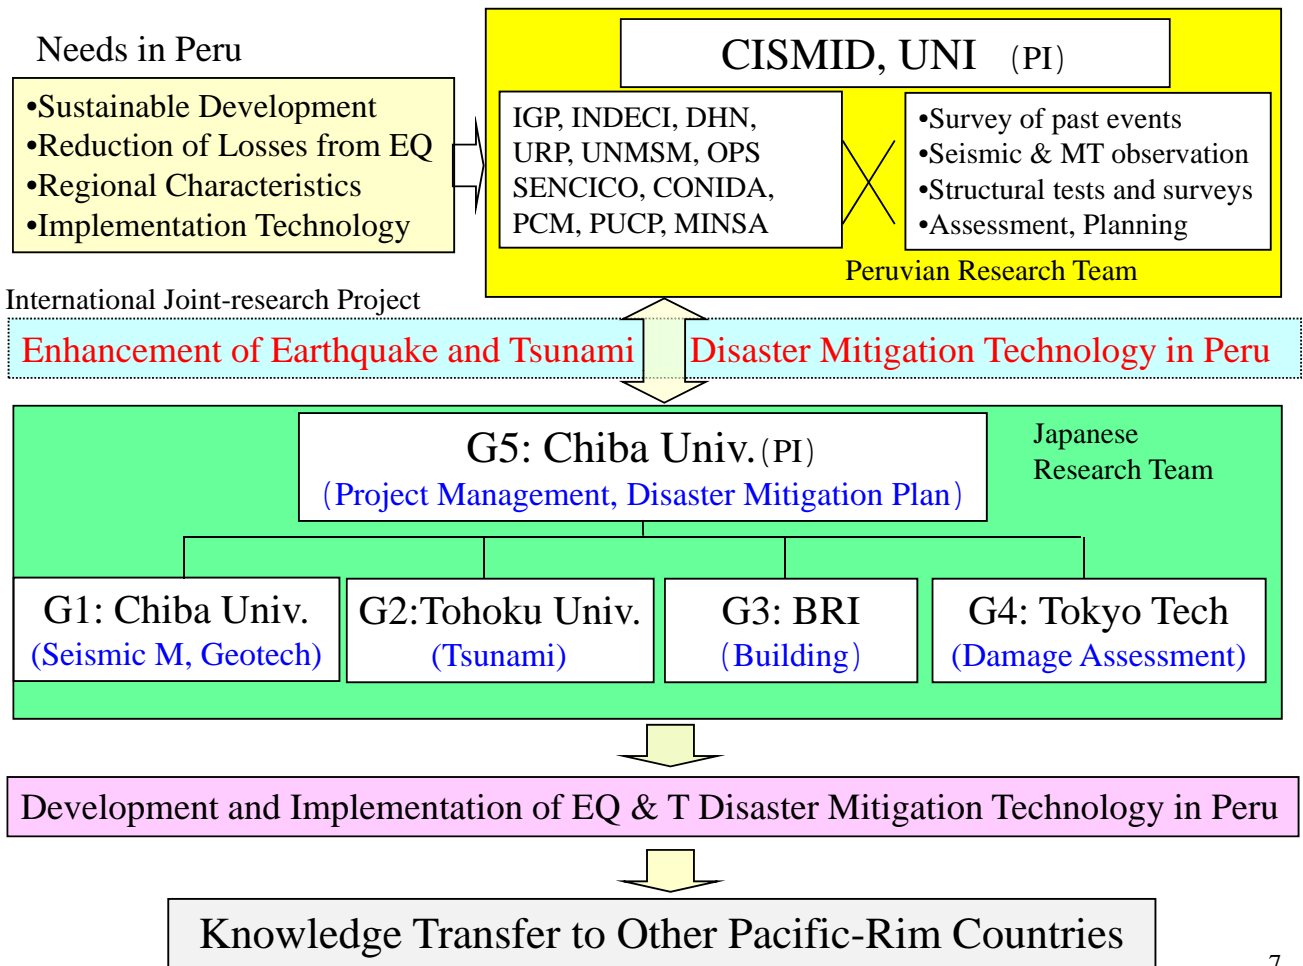 Needs in Peru
•Sustainable Development
•Reduction of Losses from EQ
•Regional Characteristics
•Implementation Technology
CISMID, UNI (PI)
IGP, INDECI, DHN,
URP, UNMSM, OPS
SENCICO, CONIDA,
PCM, PUCP, MINSA
•Survey of past events
•Seismic & MT observation
•Structural tests and surveys
•Assessment, Planning
Peruvian Research Team
International Joint-research Project
Enhancement of Earthquake and Tsunami Disaster Mitigation Technology in Peru
G5: Chiba Univ.(PI)
(Project Management, Disaster Mitigation Plan)
Japanese
Research Team
G1: Chiba Univ.
(Seismic M, Geotech)
G2:Tohoku Univ.
(Tsunami)
G3: BRI
(Building)
G4: Tokyo Tech
(Damage Assessment)
Development and Implementation of EQ & T Disaster Mitigation Technology in Peru
Knowledge Transfer to Other Pacific-Rim Countries
7